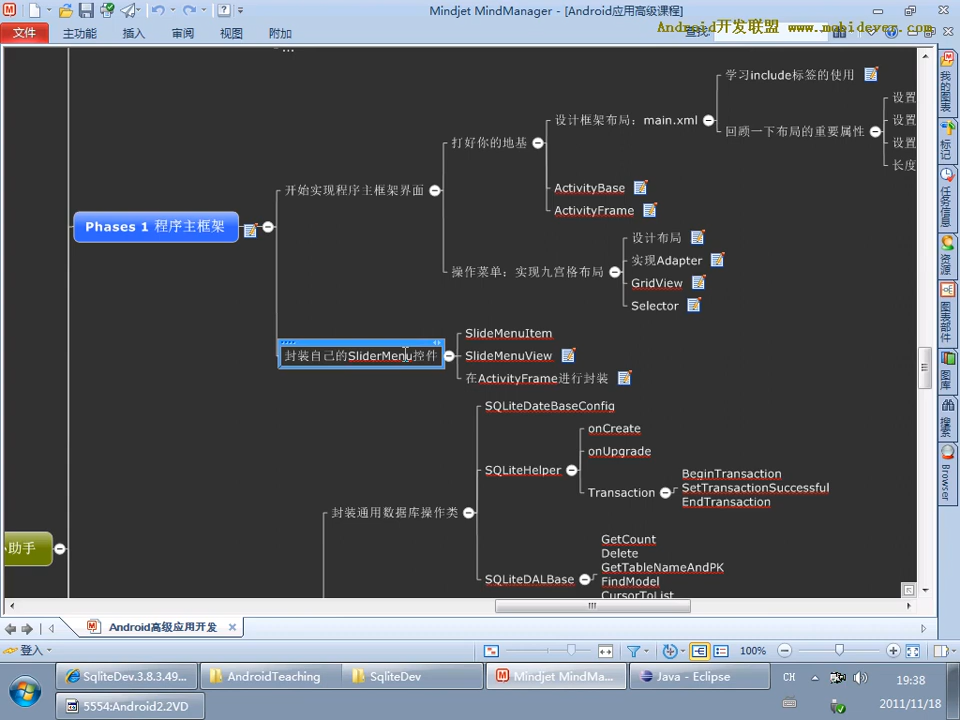 Mindjet MindManager - [Android应用高级课程]
Android开发联盟 www.mobidever.com
文件
主功能
插入
审阅
视图
附加
...
学习include标签的使用
设计框架布局：main.xml
回顾一下布局的重要属性
设置
设置
设置
长度
打好你的地基
ActivityBase
ActivityFrame
开始实现程序主框架界面
Phases 1 程序主框架
设计布局
实现Adapter
操作菜单：实现九宫格布局
GridView
Selector
SlideMenuItem
封装自己的SliderMenu控件
SlideMenuView
在ActivityFrame进行封装
SQLiteDateBaseConfig
onCreate
onUpgrade
SQLiteHelper
BeginTransaction
Transaction
SetTransactionSuccessful
EndTransaction
封装通用数据库操作类
GetCount
助手
Delete
GetTableNameAndPK
SQLiteDALBase
FindModel
CursorToList
我的图表
标记
任务信息
资源
图表部件
图库
搜索
Browser
Android高级应用开发
登入
100%
SqliteDev.3.8.3.49...
AndroidTeaching
SqliteDev
Mindjet MindMa...
Java - Eclipse
CH
19:38
5554:Android2.2VD
2011/11/18